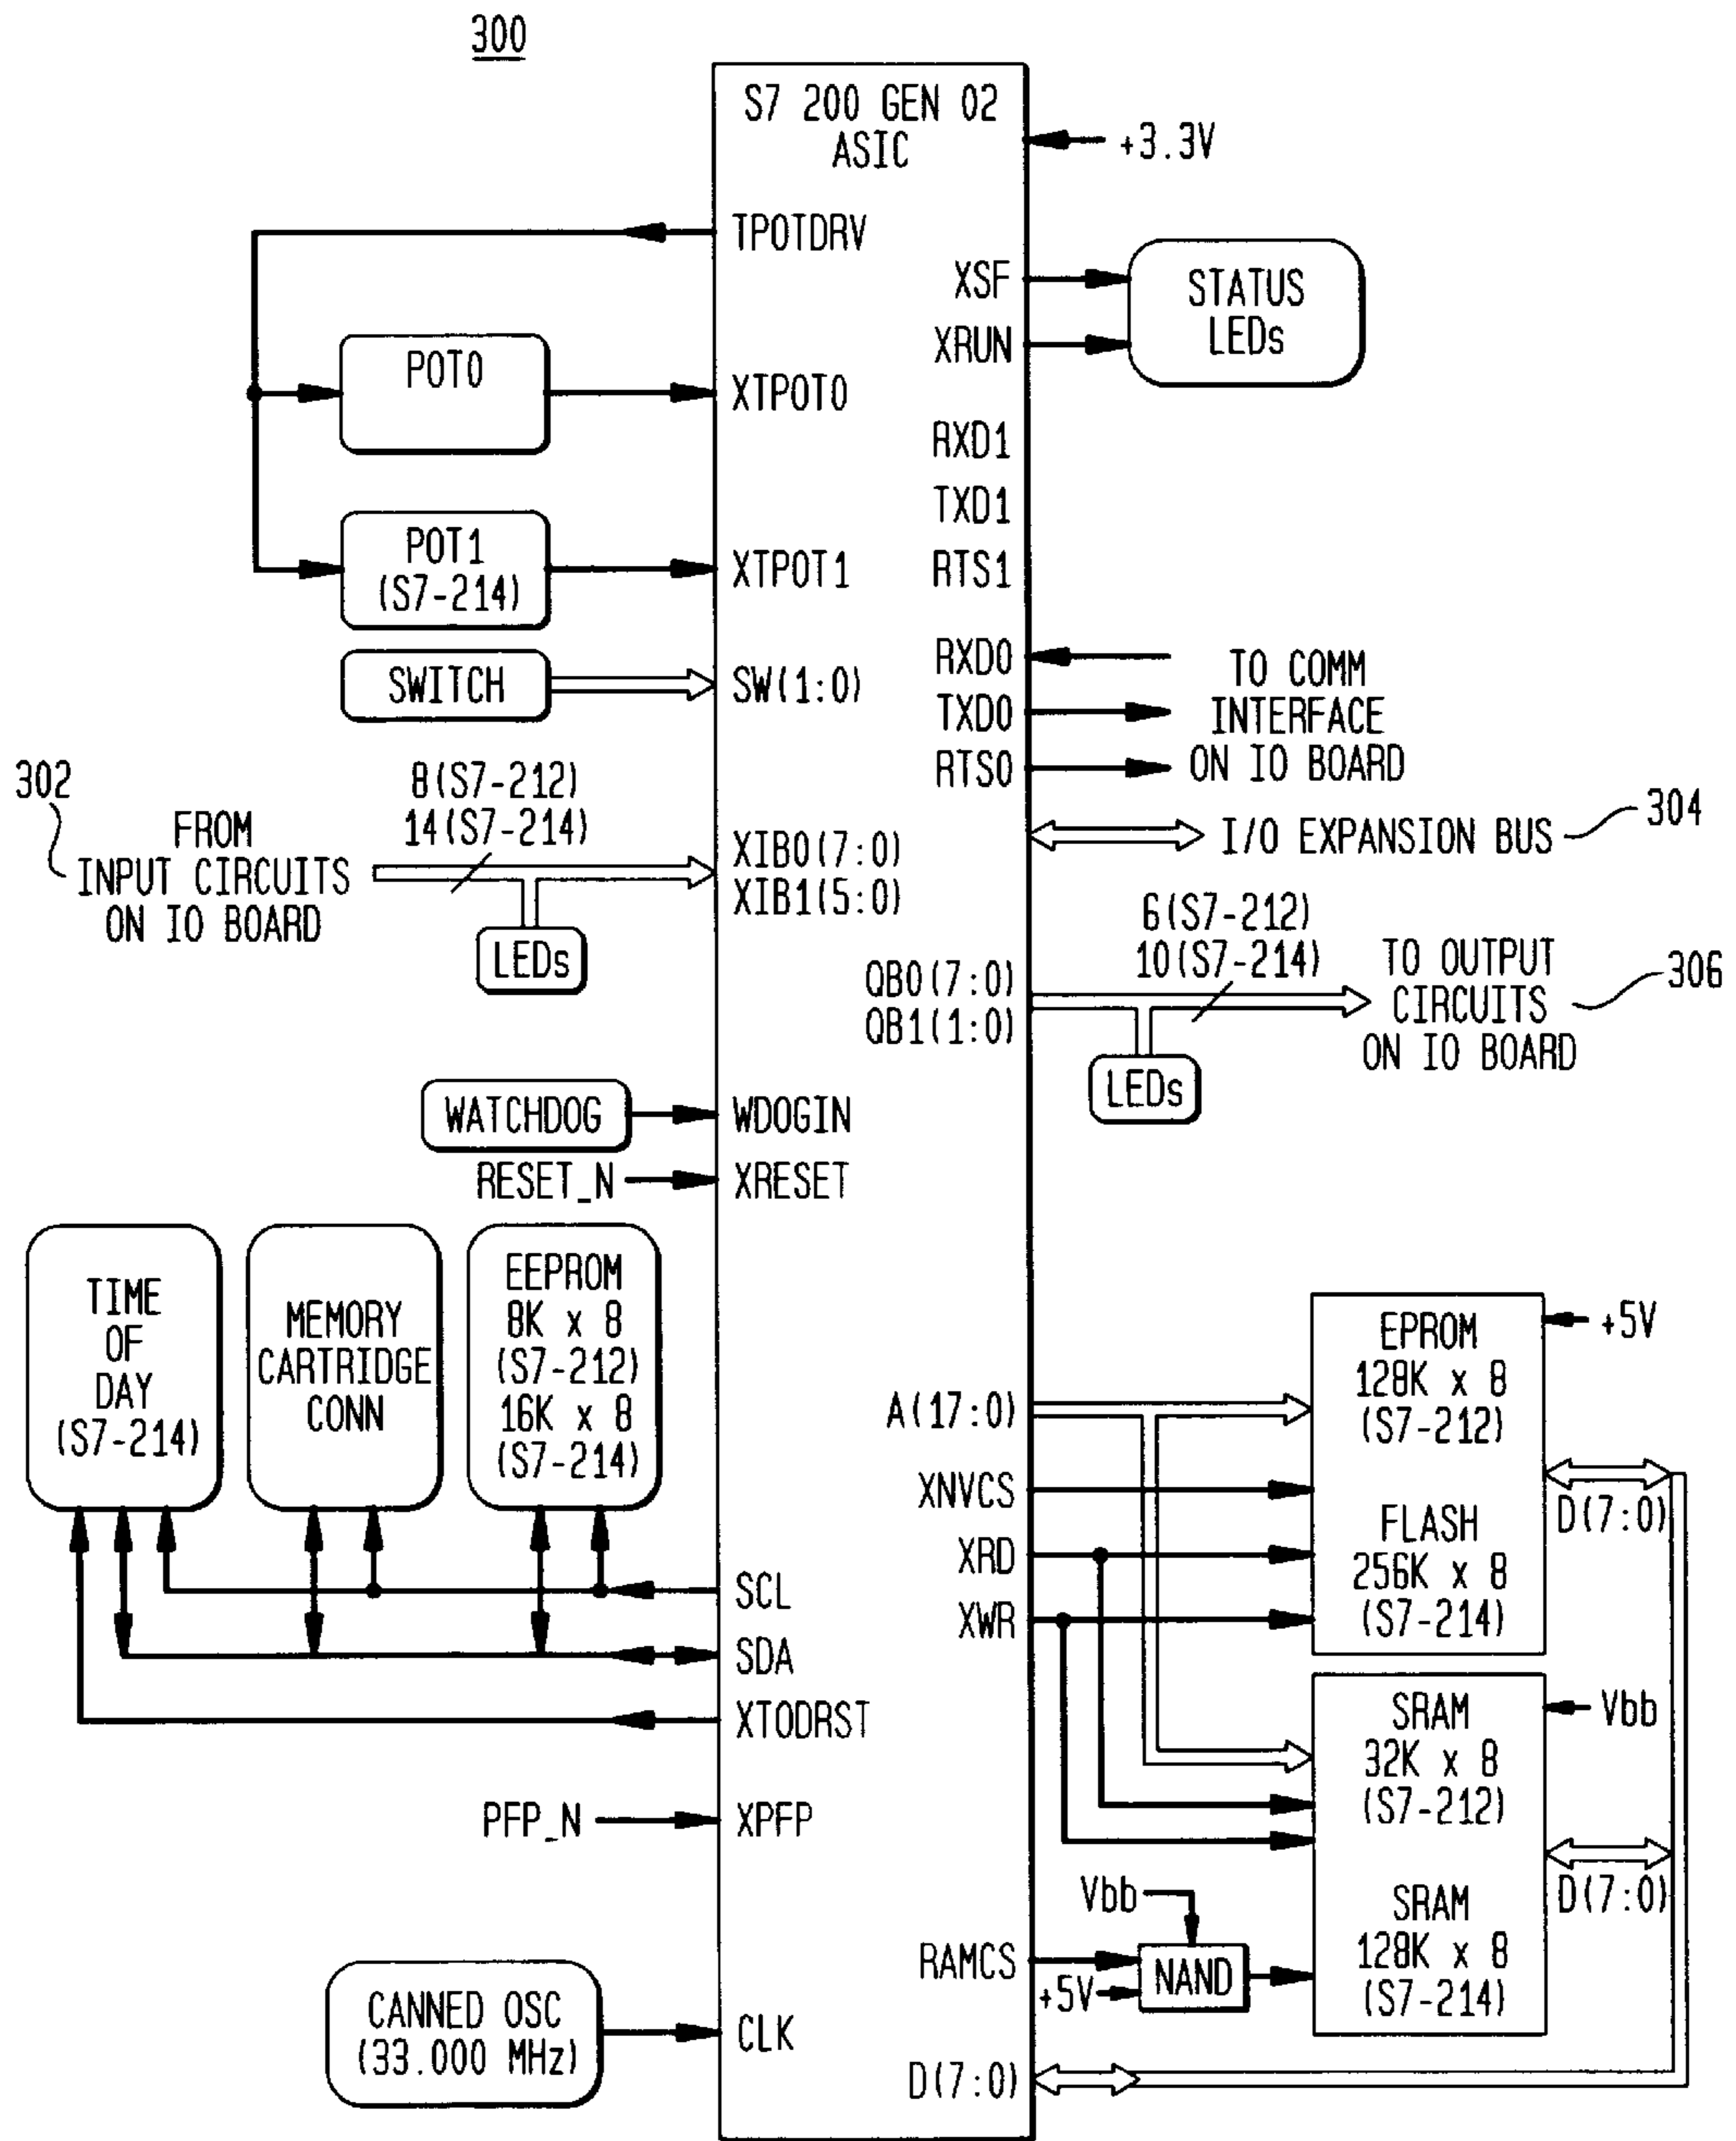 300
S7 200 GEN 02
ASIC
+3.3V
TPOTDRV
XSF
XRUN
STATUS
LEDs
POT0
XTPOT0
RXD1
TXD1
RTS1
POT1
(S7-214)
XTPOT1
SWITCH
SW(1:0)
RXD0
TXD0
RTS0
TO COMM
INTERFACE
ON IO BOARD
302
FROM
INPUT CIRCUITS
ON IO BOARD
8(S7-212)
14(S7-214)
XIB0(7:0)
XIB1(5:0)
LEDs
I/O EXPANSION BUS
304
QB0(7:0)
QB1(1:0)
6(S7-212)
10(S7-214)
LEDs
TO OUTPUT
CIRCUITS
ON IO BOARD
306
WATCHDOG
WDOGIN
RESET_N
XRESET
TIME
OF
DAY
(S7-214)
MEMORY
CARTRIDGE
CONN
EEPROM
8K x 8
(S7-212)
16K x 8
(S7-214)
SCL
SDA
XTODRST
PFP_N
XPFP
CANNED OSC
(33.000 MHz)
CLK
A(17:0)
XNVCS
XRD
XWR
EPROM
128K x 8
(S7-212)
FLASH
256K x 8
(S7-214)
+5V
D(7:0)
SRAM
32K x 8
(S7-212)
SRAM
128K x 8
(S7-214)
Vbb
D(7:0)
Vbb
RAMCS
+5V
NAND
D(7:0)